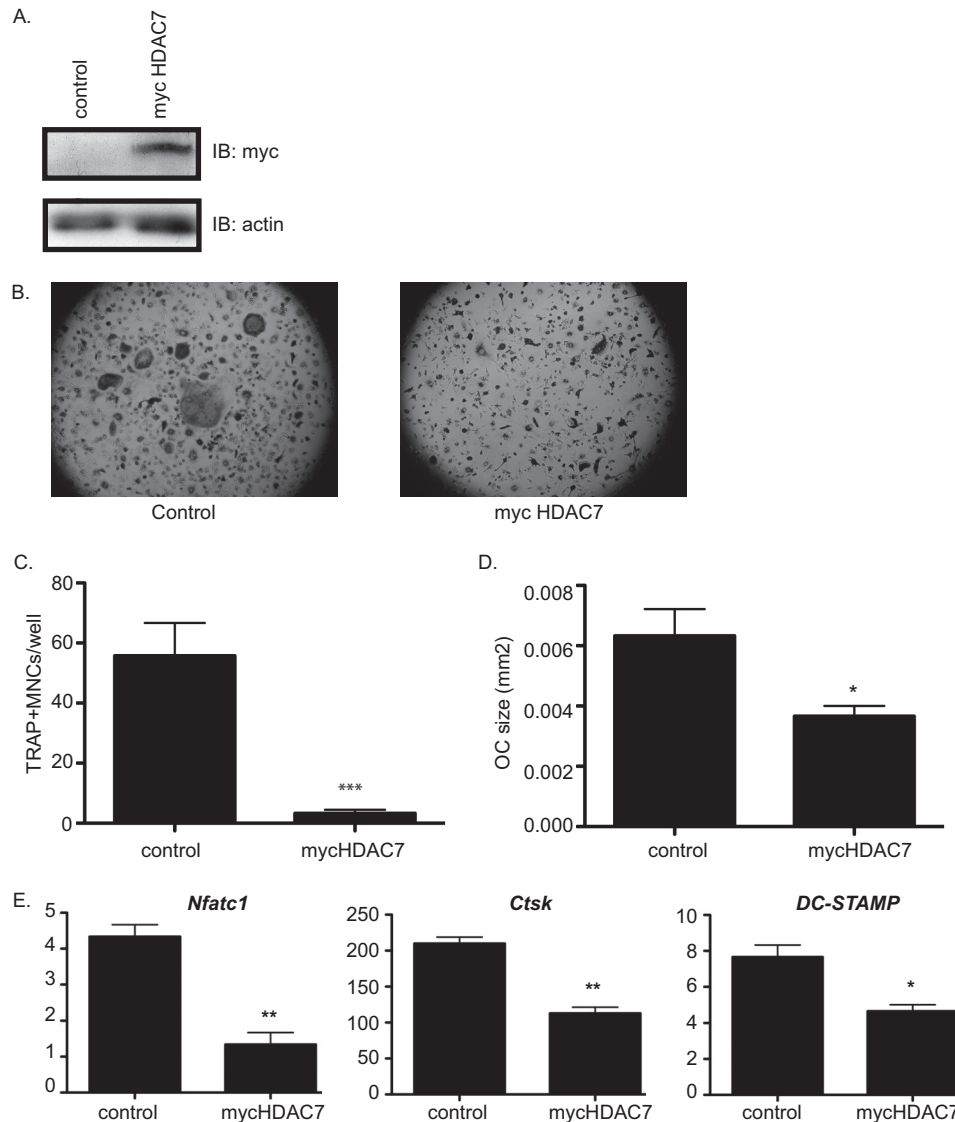 A.
control
myc HDAC7
IB: myc
IB: actin
B.
Control
myc HDAC7
C.
TRAP+MNCs/well
80
60
40
20
0
***
control
mycHDAC7
D.
OC size (mm2)
0.008
0.006
0.004
0.002
0.000
*
control
mycHDAC7
E.
Nfatc1
5
4
3
2
1
0
**
control
mycHDAC7
Ctsk
250
200
150
100
50
0
**
control
mycHDAC7
DC-STAMP
10
8
6
4
2
0
*
control
mycHDAC7